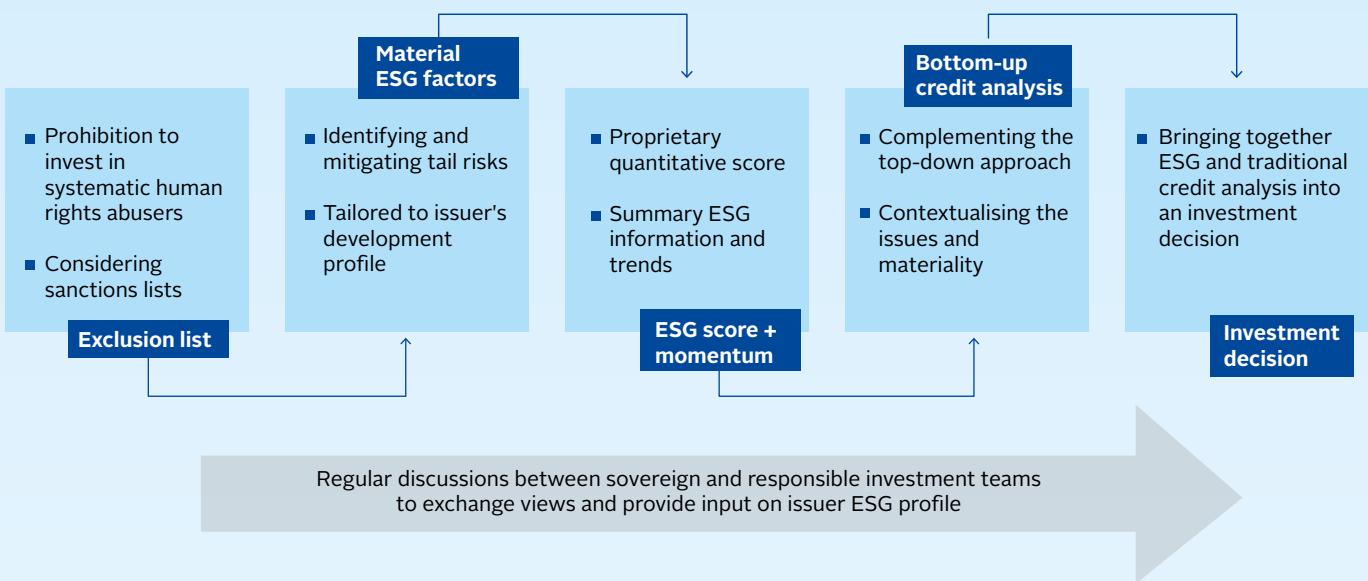 Prohibition to
invest in
systematic human
rights abusers
Considering
sanctions lists
Exclusion list
Material
ESG factors
Identifying and
mitigating tail risks
Tailored to issuer's
development
profile
Proprietary
quantitative score
Summary ESG
information and
trends
ESG score +
momentum
Bottom-up
credit analysis
Complementing the
top-down approach
Contextualising the
issues and
materiality
Bringing together
ESG and traditional
credit analysis into
an investment
decision
Investment
decision
Regular discussions between sovereign and responsible investment teams
to exchange views and provide input on issuer ESG profile